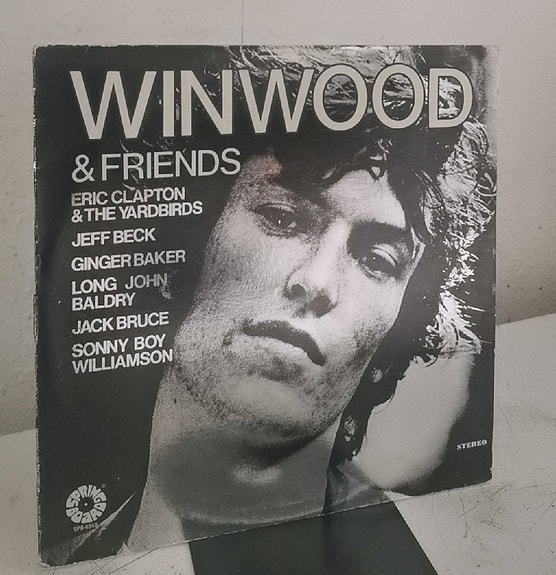 WINWOOD
& FRIENDS
ERIC CLAPTON
& THE YARDBIRDS
JEFF BECK
GINGER BAKER
LONG JOHN
BALDRY
JACK BRUCE
SONNY BOY
WILLIAMSON
STEREO
SPRINGBOARD